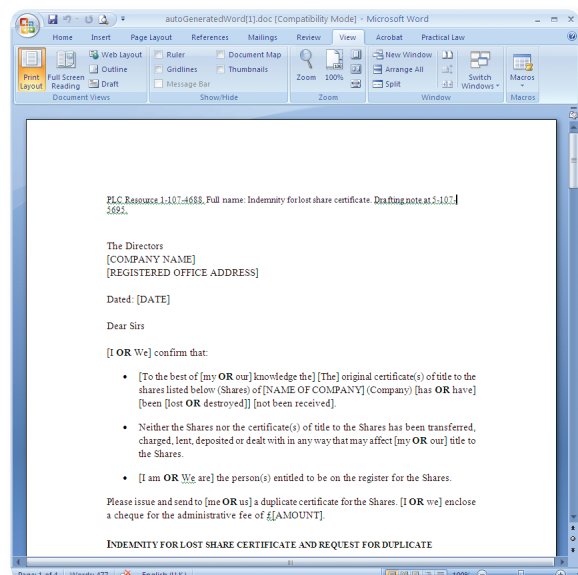 autoGeneratedWord[1].doc [Compatibility Mode] - Microsoft Word
Home Insert Page Layout References Mailings Review View Acrobat Practical Law
Print Layout Full Screen Reading Web Layout Outline Draft
Ruler Gridlines Message Bar Document Map Thumbnails
Zoom 100%
New Window Arrange All Split Switch Windows Macros
Document Views Show/Hide Zoom Window Macros
PLC Resource 1-107-4688. Full name: Indemnity for lost share certificate. Drafting note at 5-107-
5695.
The Directors
[COMPANY NAME]
[REGISTERED OFFICE ADDRESS]
Dated: [DATE]
Dear Sirs
[I OR We] confirm that:
• [To the best of [my OR our] knowledge the] [The] original certificate(s) of title to the
shares listed below (Shares) of [NAME OF COMPANY] (Company) [has OR have]
[been [lost OR destroyed]] [not been received].
• Neither the Shares nor the certificate(s) of title to the Shares has been transferred,
charged, lent, deposited or dealt with in any way that may affect [my OR our] title to
the Shares.
• [I am OR We are] the person(s) entitled to be on the register for the Shares.
Please issue and send to [me OR us] a duplicate certificate for the Shares. [I OR we] enclose
a cheque for the administrative fee of £[AMOUNT].
INDEMNITY FOR LOST SHARE CERTIFICATE AND REQUEST FOR DUPLICATE